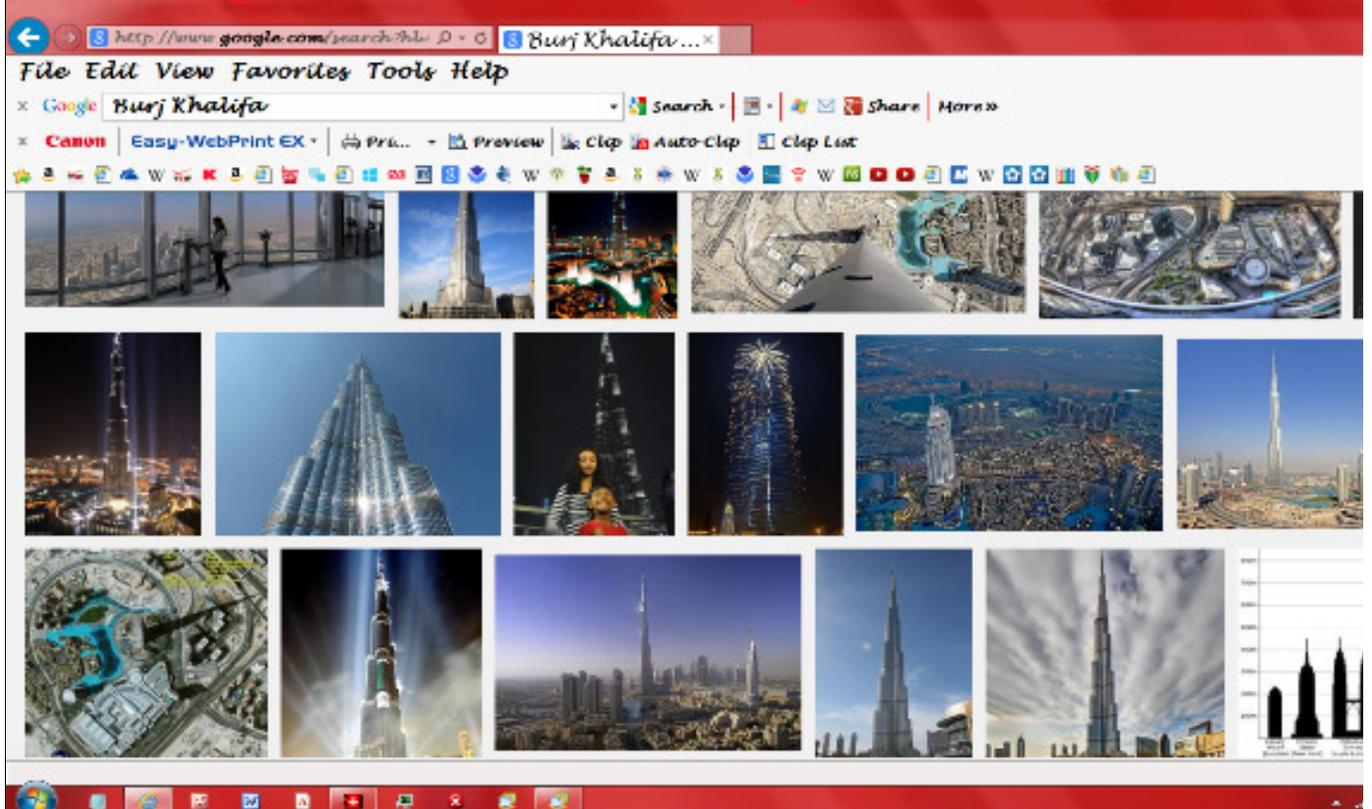 http://www.google.com/search?hl= Burj Khalifa ...
File Edit View Favorites Tools Help
Google Burj Khalifa Search Share More »
Canon Easy-WebPrint EX Pri... Preview Clip Auto-Clip Clip List